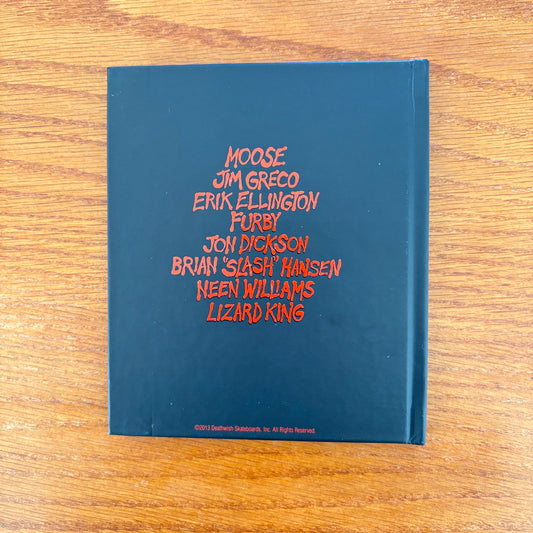 MOOSE
JIM GRECO
ERIK ELLINGTON
FURBY
JON DICKSON
BRIAN "SLASH" HANSEN
NEEN WILLIAMS
LIZARD KING
©2013 Deathwish Skateboards, Inc. All Rights Reserved.